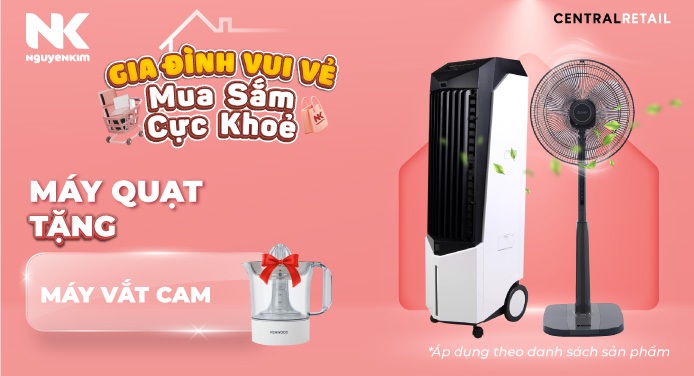 NK
NGUYENKIM
CENTRALRETAIL
GIA ĐÌNH VUI VẺ
Mua Sắm
Cực Khoẻ
NK
MÁY QUẠT
TẶNG
MÁY VẮT CAM
KENWOOD
*Áp dụng theo danh sách sản phẩm